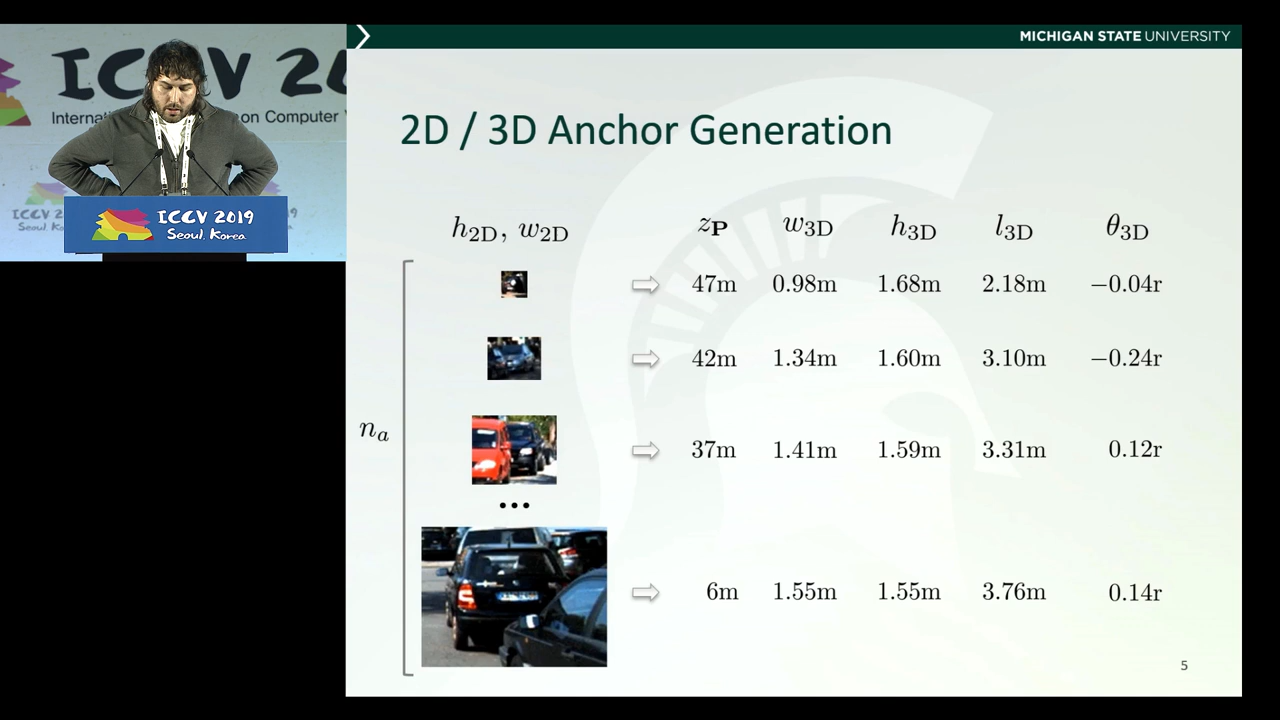 ICCV 20
Internati
on Computer
ICCV 2019
Seoul, Korea
MICHIGAN STATE UNIVERSITY
2D / 3D Anchor Generation
h2D, w2D zP w3D h3D l3D θ3D
47m 0.98m 1.68m 2.18m −0.04r
42m 1.34m 1.60m 3.10m −0.24r
na 37m 1.41m 1.59m 3.31m 0.12r
...
6m 1.55m 1.55m 3.76m 0.14r
5